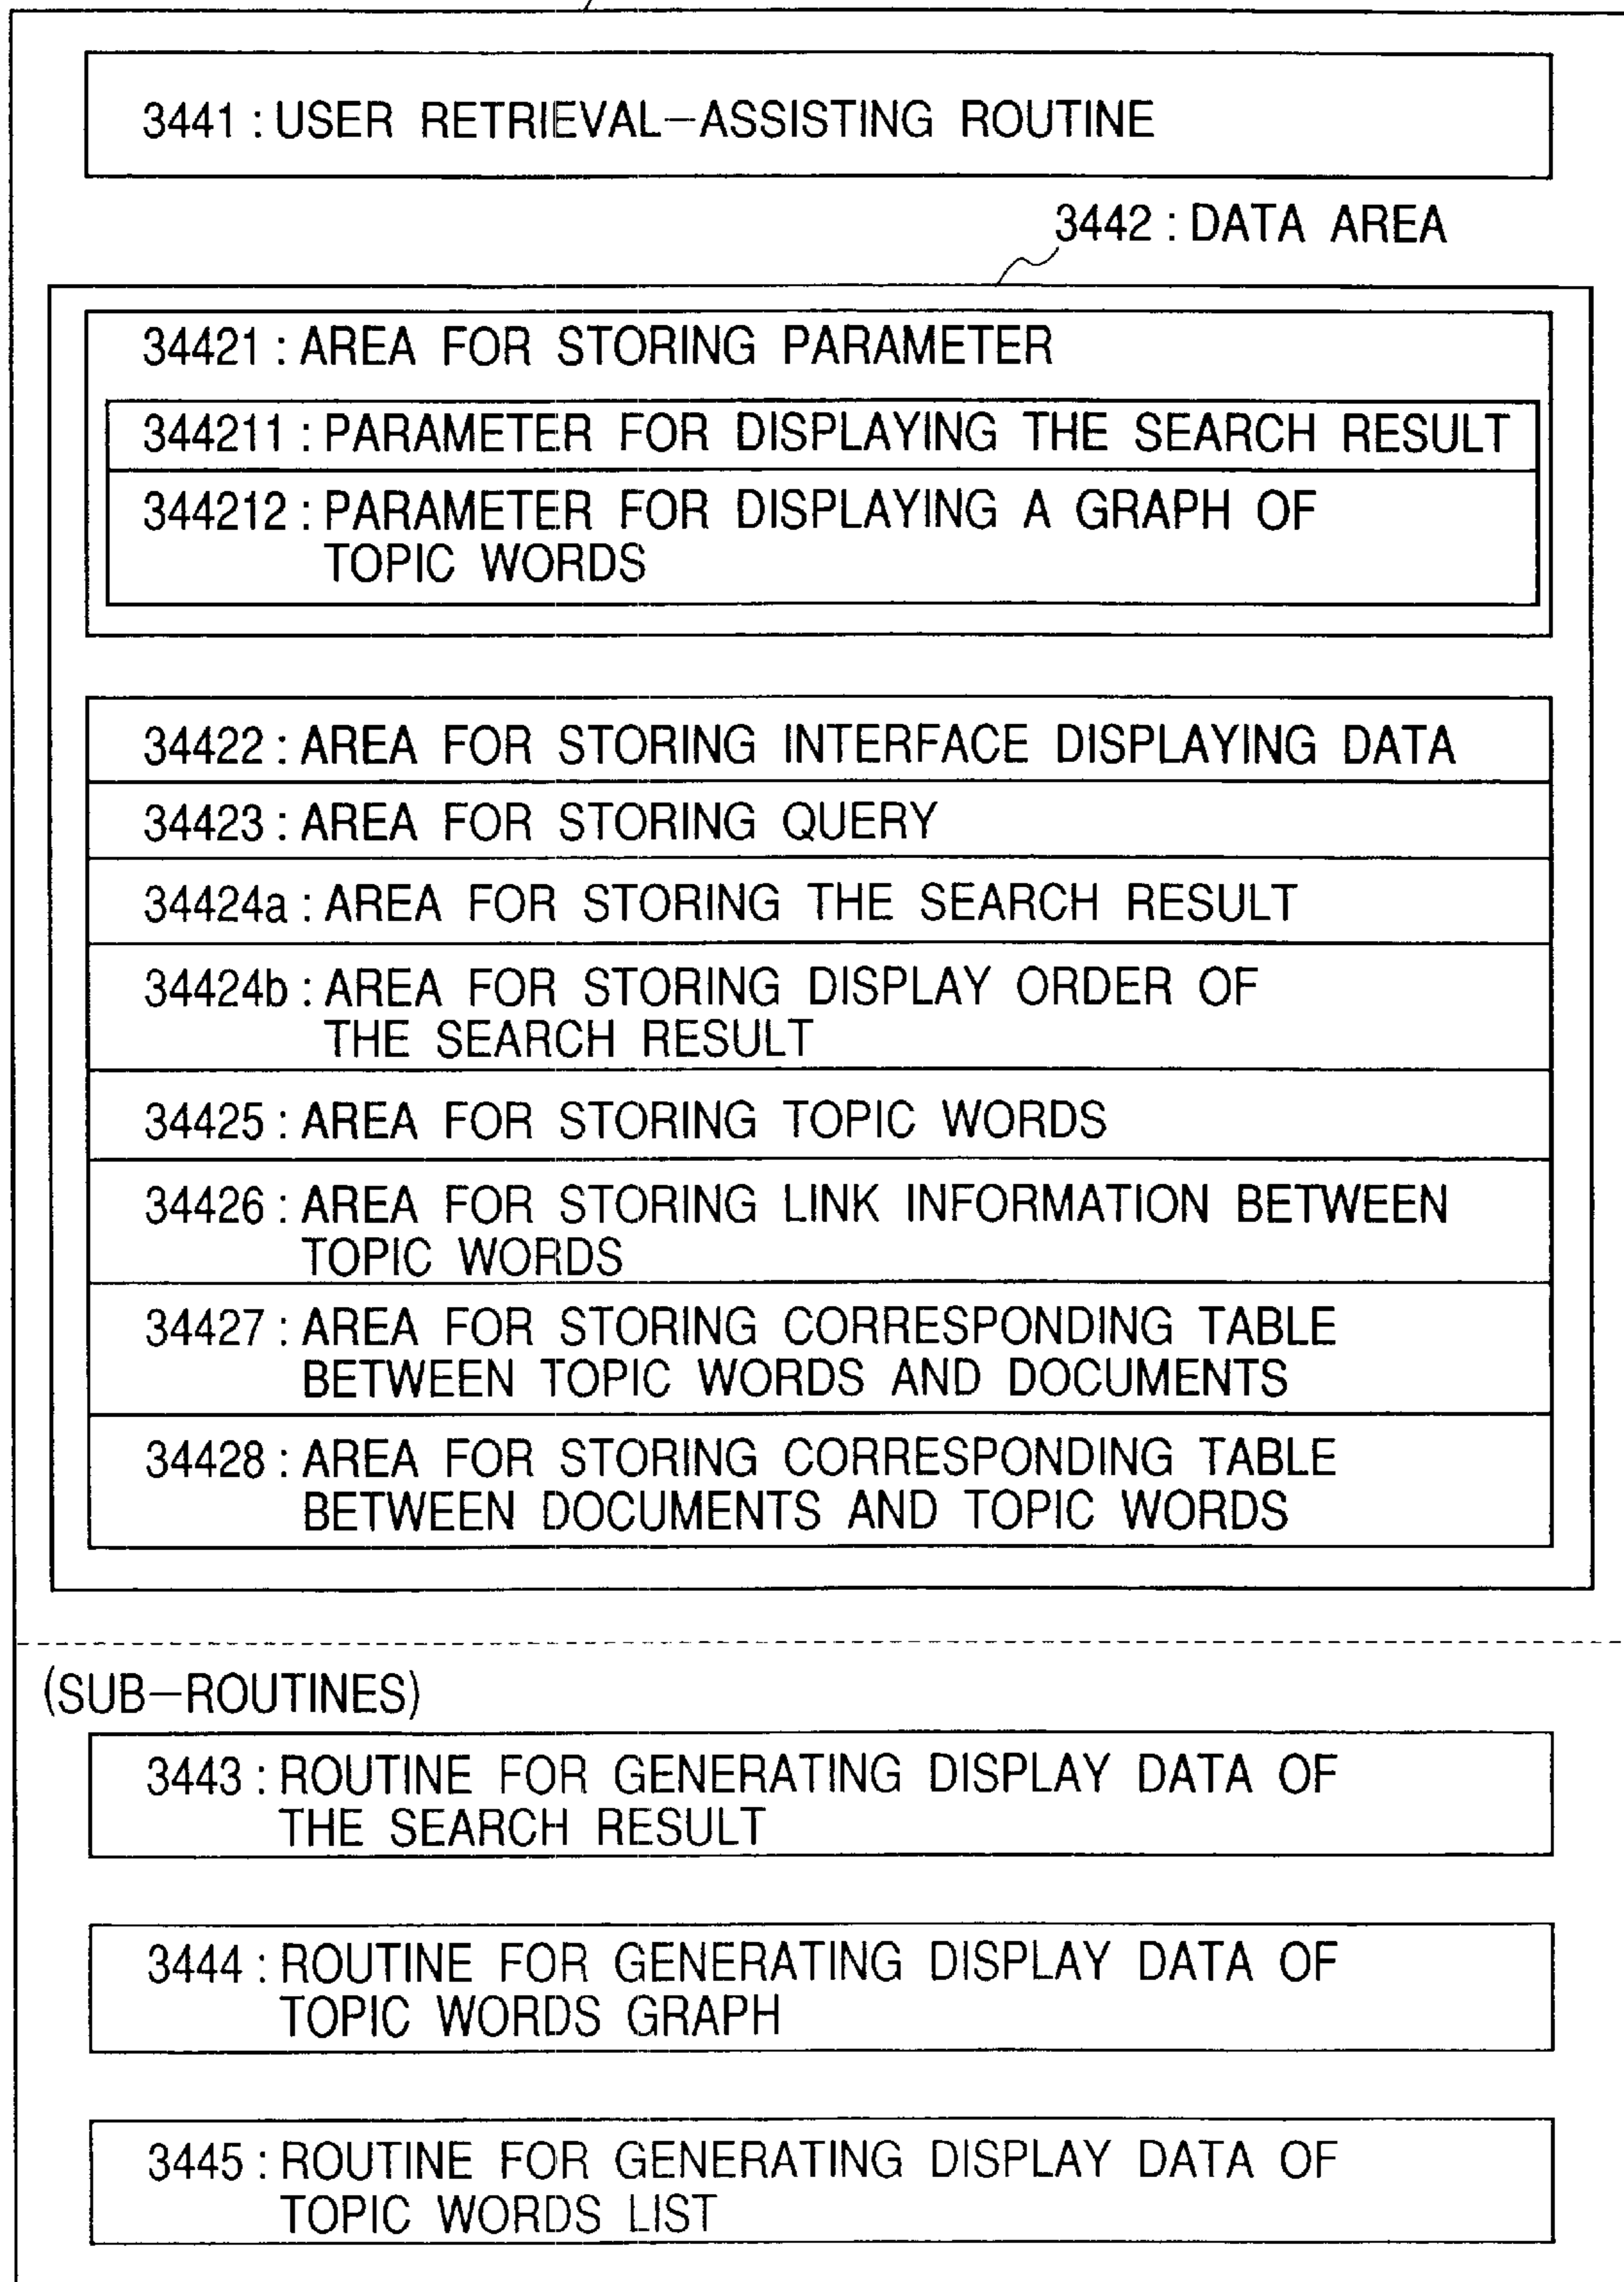 3441 : USER RETRIEVAL-ASSISTING ROUTINE
3442 : DATA AREA
34421 : AREA FOR STORING PARAMETER
344211 : PARAMETER FOR DISPLAYING THE SEARCH RESULT
344212 : PARAMETER FOR DISPLAYING A GRAPH OF
TOPIC WORDS
34422 : AREA FOR STORING INTERFACE DISPLAYING DATA
34423 : AREA FOR STORING QUERY
34424a : AREA FOR STORING THE SEARCH RESULT
34424b : AREA FOR STORING DISPLAY ORDER OF
THE SEARCH RESULT
34425 : AREA FOR STORING TOPIC WORDS
34426 : AREA FOR STORING LINK INFORMATION BETWEEN
TOPIC WORDS
34427 : AREA FOR STORING CORRESPONDING TABLE
BETWEEN TOPIC WORDS AND DOCUMENTS
34428 : AREA FOR STORING CORRESPONDING TABLE
BETWEEN DOCUMENTS AND TOPIC WORDS
(SUB-ROUTINES)
3443 : ROUTINE FOR GENERATING DISPLAY DATA OF
THE SEARCH RESULT
3444 : ROUTINE FOR GENERATING DISPLAY DATA OF
TOPIC WORDS GRAPH
3445 : ROUTINE FOR GENERATING DISPLAY DATA OF
TOPIC WORDS LIST